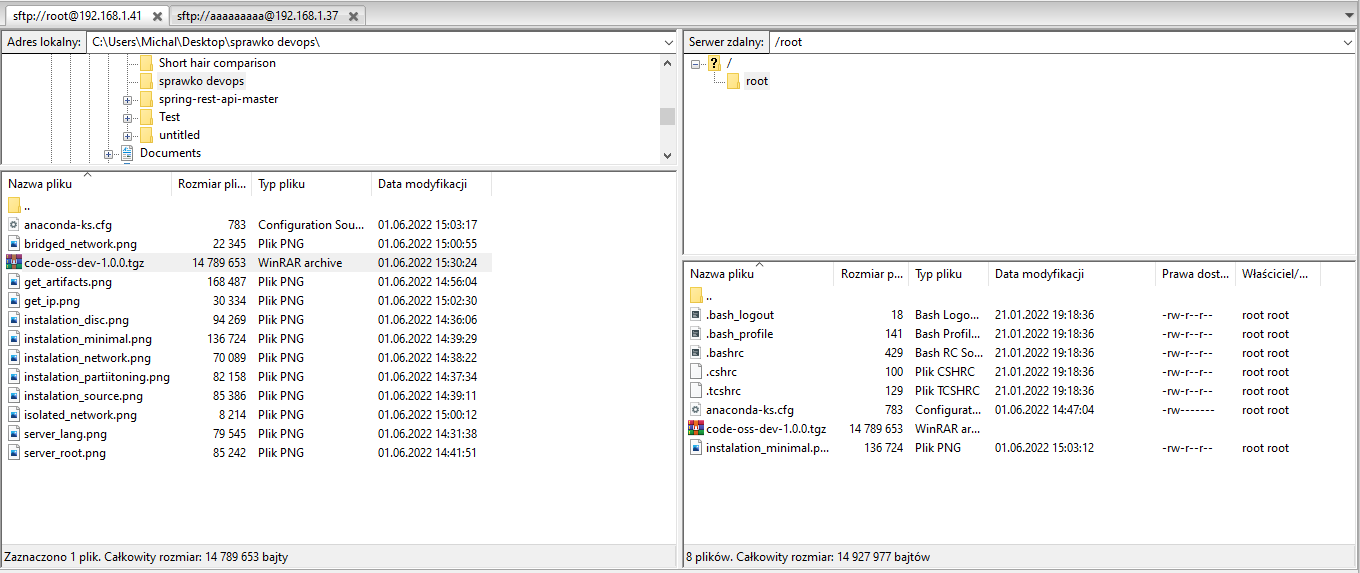 sftp://root@192.168.1.41 sftp://aaaaaaaaa@192.168.1.37
Adres lokalny: C:\Users\Michal\Desktop\sprawko devops\
Short hair comparison
sprawko devops
spring-rest-api-master
Test
untitled
Documents
Nazwa pliku Rozmiar pli... Typ pliku Data modyfikacji
..
anaconda-ks.cfg 783 Configuration Sou... 01.06.2022 15:03:17
bridged_network.png 22 345 Plik PNG 01.06.2022 15:00:55
code-oss-dev-1.0.0.tgz 14 789 653 WinRAR archive 01.06.2022 15:30:24
get_artifacts.png 168 487 Plik PNG 01.06.2022 14:56:04
get_ip.png 30 334 Plik PNG 01.06.2022 15:02:30
instalation_disc.png 94 269 Plik PNG 01.06.2022 14:36:06
instalation_minimal.png 136 724 Plik PNG 01.06.2022 14:39:29
instalation_network.png 70 089 Plik PNG 01.06.2022 14:38:22
instalation_partiitoning.png 82 158 Plik PNG 01.06.2022 14:37:34
instalation_source.png 85 386 Plik PNG 01.06.2022 14:39:11
isolated_network.png 8 214 Plik PNG 01.06.2022 15:00:12
server_lang.png 79 545 Plik PNG 01.06.2022 14:31:38
server_root.png 85 242 Plik PNG 01.06.2022 14:41:51
Zaznaczono 1 plik. Całkowity rozmiar: 14 789 653 bajty
Serwer zdalny: /root
/
root
Nazwa pliku Rozmiar p... Typ pliku Data modyfikacji Prawa dost... Właściciel/...
..
.bash_logout 18 Bash Logo... 21.01.2022 19:18:36 -rw-r--r-- root root
.bash_profile 141 Bash Profil... 21.01.2022 19:18:36 -rw-r--r-- root root
.bashrc 429 Bash RC So... 21.01.2022 19:18:36 -rw-r--r-- root root
.cshrc 100 Plik CSHRC 21.01.2022 19:18:36 -rw-r--r-- root root
.tcshrc 129 Plik TCSHRC 21.01.2022 19:18:36 -rw-r--r-- root root
anaconda-ks.cfg 783 Configurat... 01.06.2022 14:47:04 -rw------- root root
code-oss-dev-1.0.0.tgz 14 789 653 WinRAR ar...
instalation_minimal.p... 136 724 Plik PNG 01.06.2022 15:03:12 -rw-r--r-- root root
8 plików. Całkowity rozmiar: 14 927 977 bajtów